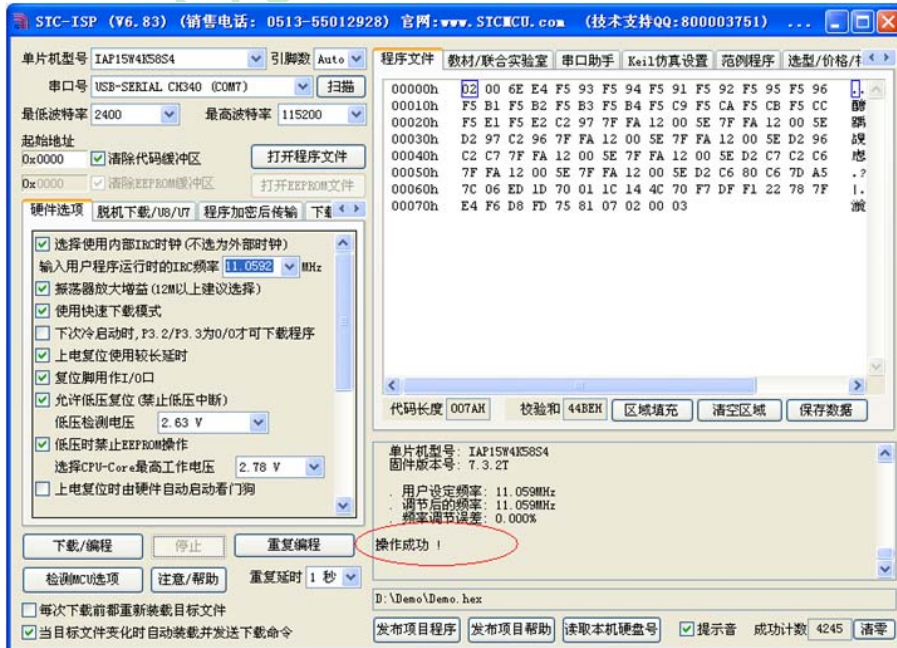 STC-ISP (V6.83) (销售电话: 0513-55012928) 官网:www.STCMCU.com (技术支持QQ:800003751) ...
单片机型号 IAP15W4K58S4 引脚数 Auto
串口号 USB-SERIAL CH340 (COM7) 扫描
最低波特率 2400 最高波特率 115200
起始地址
0x0000 清除代码缓冲区 打开程序文件
0x0000 清除EEPROM缓冲区 打开EEPROM文件
硬件选项 脱机下载/U8/U7 程序加密后传输
选择使用内部IRC时钟(不选为外部时钟)
输入用户程序运行时的IRC频率 11.0592 MHz
振荡器放大增益(12M以上建议选择)
使用快速下载模式
下次冷启动时,P3.2/P3.3为0/0才可下载程序
上电复位使用较长延时
复位脚用作I/O口
允许低压复位(禁止低压中断)
低压检测电压 2.63 V
低压时禁止EEPROM操作
选择CPU-Core最高工作电压 2.78 V
上电复位时由硬件自动启动看门狗
下载/编程 停止 重复编程
检测MCU选项 注意/帮助 重复延时 1 秒
每次下载前都重新装载目标文件
当目标文件变化时自动装载并发送下载命令
程序文件 教材/联合实验室 串口助手 Keil仿真设置 范例程序 选型/价格/
00000h 02 00 6E E4 F5 93 F5 94 F5 91 F5 92 F5 95 F5 96
00010h F5 B1 F5 B2 F5 B3 F5 B4 F5 C9 F5 CA F5 CB F5 CC
00020h F5 E1 F5 E2 C2 97 7F FA 12 00 5E 7F FA 12 00 5E
00030h D2 97 C2 96 7F FA 12 00 5E 7F FA 12 00 5E D2 96
00040h C2 C7 7F FA 12 00 5E 7F FA 12 00 5E D2 C7 C2 C6
00050h 7F FA 12 00 5E 7F FA 12 00 5E D2 C6 80 C6 7D A5 .?
00060h 7C 06 ED 1D 70 01 1C 14 4C 70 F7 DF F1 22 78 7F |.
00070h E4 F6 D8 FD 75 81 07 02 00 03
代码长度 007AH 校验和 44BEH 区域填充 清空区域 保存数据
单片机型号: IAP15W4K58S4
固件版本号: 7.3.2T
. 用户设定频率: 11.059MHz
. 调节后的频率: 11.059MHz
. 频率调节误差: 0.000%
操作成功 !
D:\Demo\Demo.hex
发布项目程序 发布项目帮助 读取本机硬盘号 提示音 成功计数 4245 清零